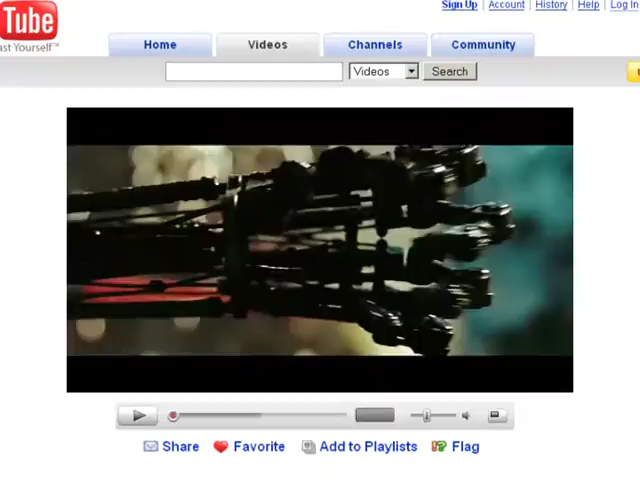 Sign Up Account History Help Log In
Tube
ast Yourself™
Home Videos Channels Community
Videos Search
Share Favorite Add to Playlists Flag